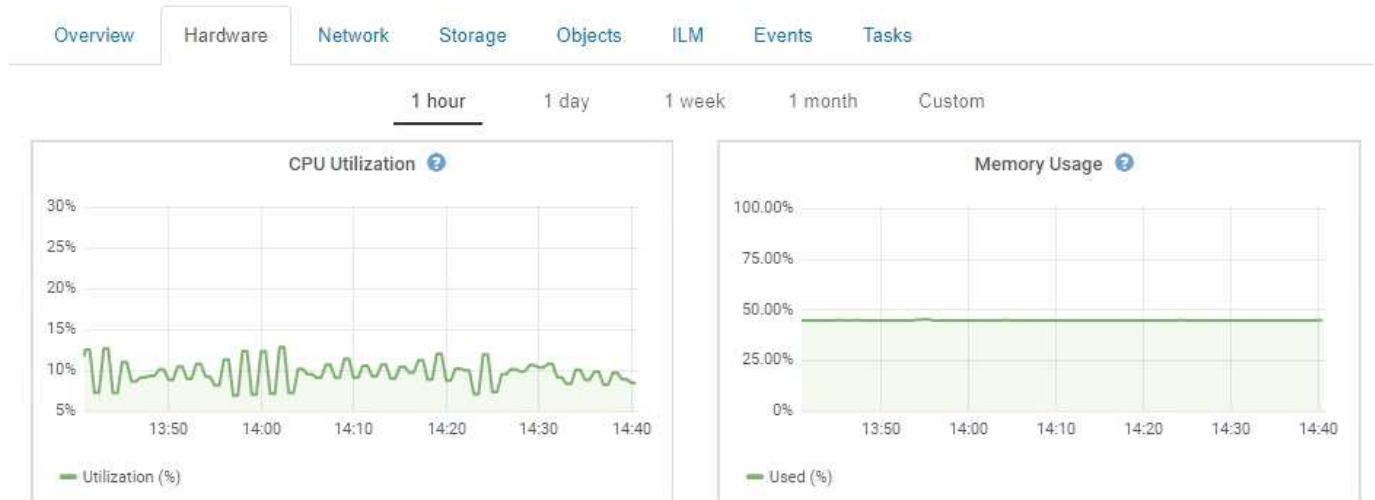 Overview Hardware Network Storage Objects ILM Events Tasks
1 hour 1 day 1 week 1 month Custom
CPU Utilization ?
30%
25%
20%
15%
10%
5%
13:50 14:00 14:10 14:20 14:30 14:40
Utilization (%)
Memory Usage ?
100.00%
75.00%
50.00%
25.00%
0%
13:50 14:00 14:10 14:20 14:30 14:40
Used (%)